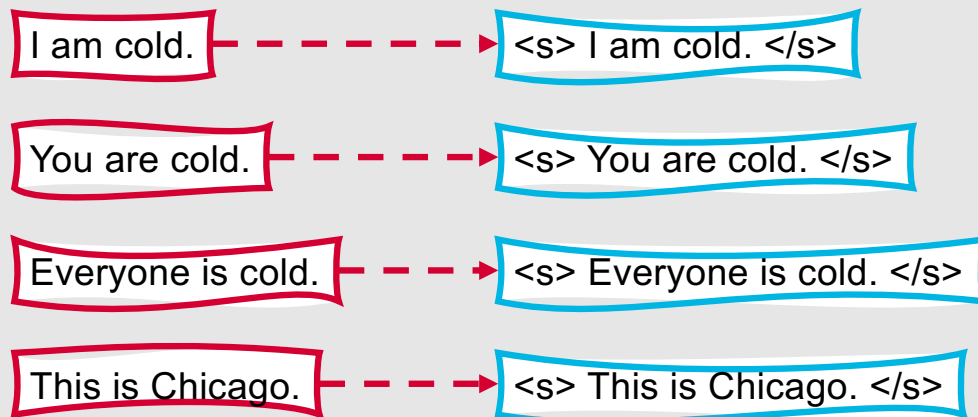 I am cold. <s> I am cold. </s>
You are cold. <s> You are cold. </s>
Everyone is cold. <s> Everyone is cold. </s>
This is Chicago. <s> This is Chicago. </s>